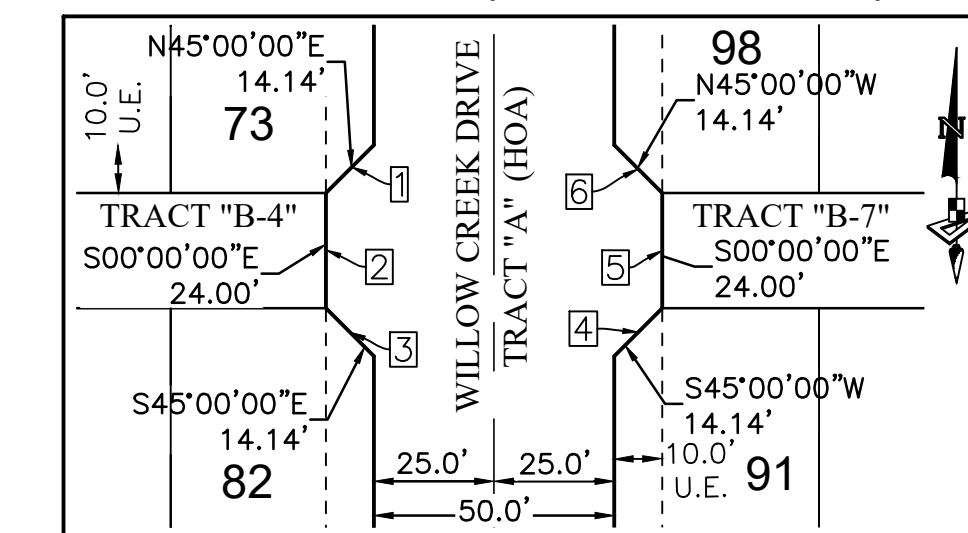 N45°00'00"E
14.14'
10.0'
U.E.
73
1
TRACT "B-4"
S00°00'00"E
24.00'
2
3
S45°00'00"E
14.14'
82
WILLOW CREEK DRIVE
TRACT "A" (HOA)
98
N45°00'00"W
14.14'
6
TRACT "B-7"
S00°00'00"E
24.00'
5
4
S45°00'00"W
14.14'
10.0'
U.E.
91
25.0'
25.0'
50.0'
N